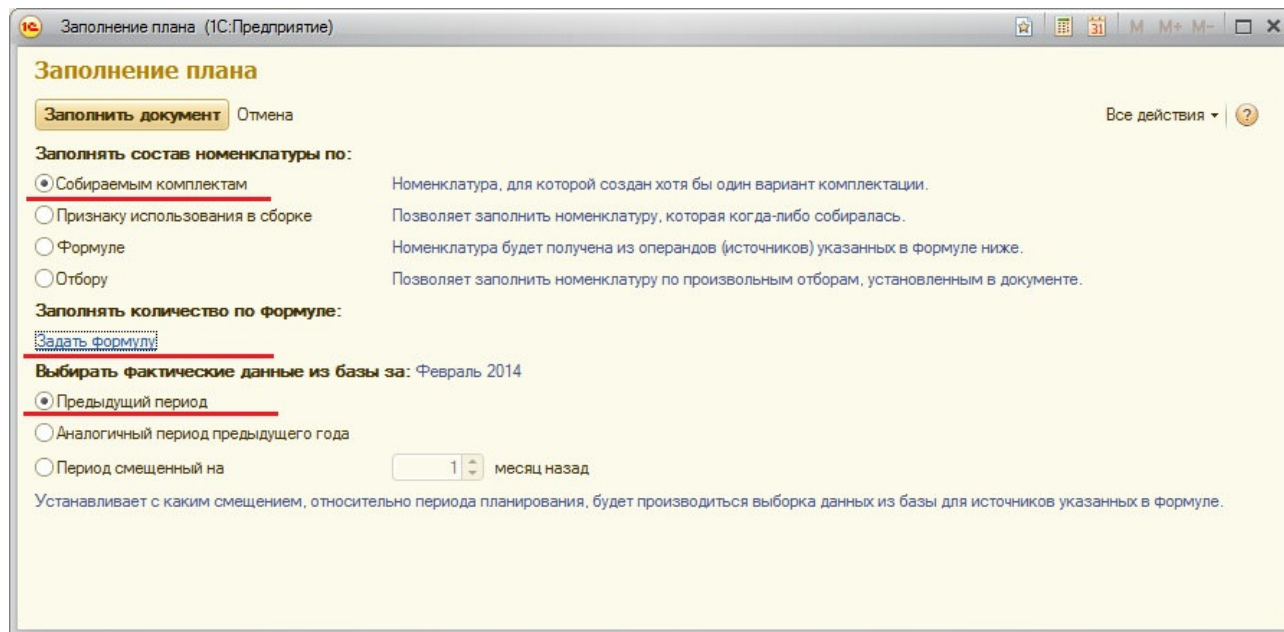 1С Заполнение плана (1С:Предприятие) 31 M M+ M-
Заполнение плана
Заполнить документ Отмена Все действия ?
Заполнять состав номенклатуры по:
Собираемым комплектам Номенклатура, для которой создан хотя бы один вариант комплектации.
Признаку использования в сборке Позволяет заполнить номенклатуру, которая когда-либо собиралась.
Формуле Номенклатура будет получена из операндов (источников) указанных в формуле ниже.
Отбору Позволяет заполнить номенклатуру по произвольным отборам, установленным в документе.
Заполнять количество по формуле:
Задать формулу
Выбирать фактические данные из базы за: Февраль 2014
Предыдущий период
Аналогичный период предыдущего года
Период смещенный на 1 месяц назад
Устанавливает с каким смещением, относительно периода планирования, будет производиться выборка данных из базы для источников указанных в формуле.